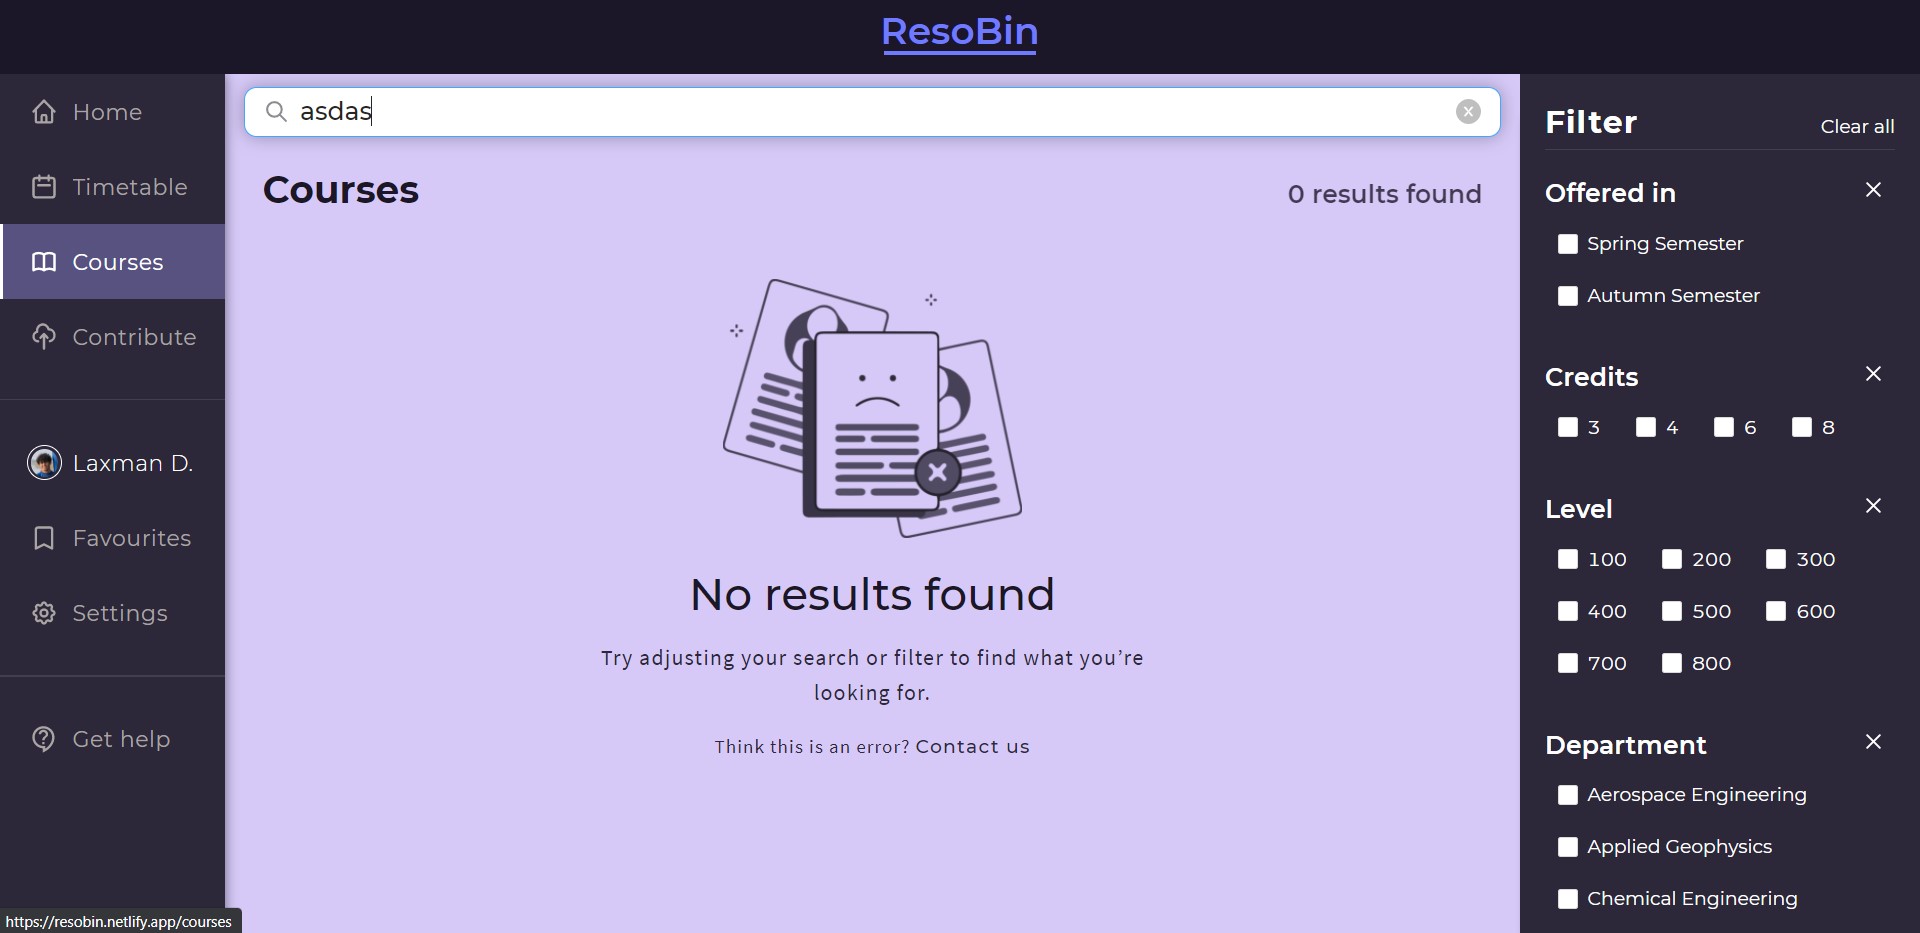 ResoBin
Home
Timetable
Courses
Contribute
Laxman D.
Favourites
Settings
Get help
https://resobin.netlify.app/courses
asdas
Courses
0 results found
No results found
Try adjusting your search or filter to find what you’re
looking for.
Think this is an error? Contact us
Filter
Clear all
Offered in
Spring Semester
Autumn Semester
Credits
3 4 6 8
Level
100 200 300
400 500 600
700 800
Department
Aerospace Engineering
Applied Geophysics
Chemical Engineering